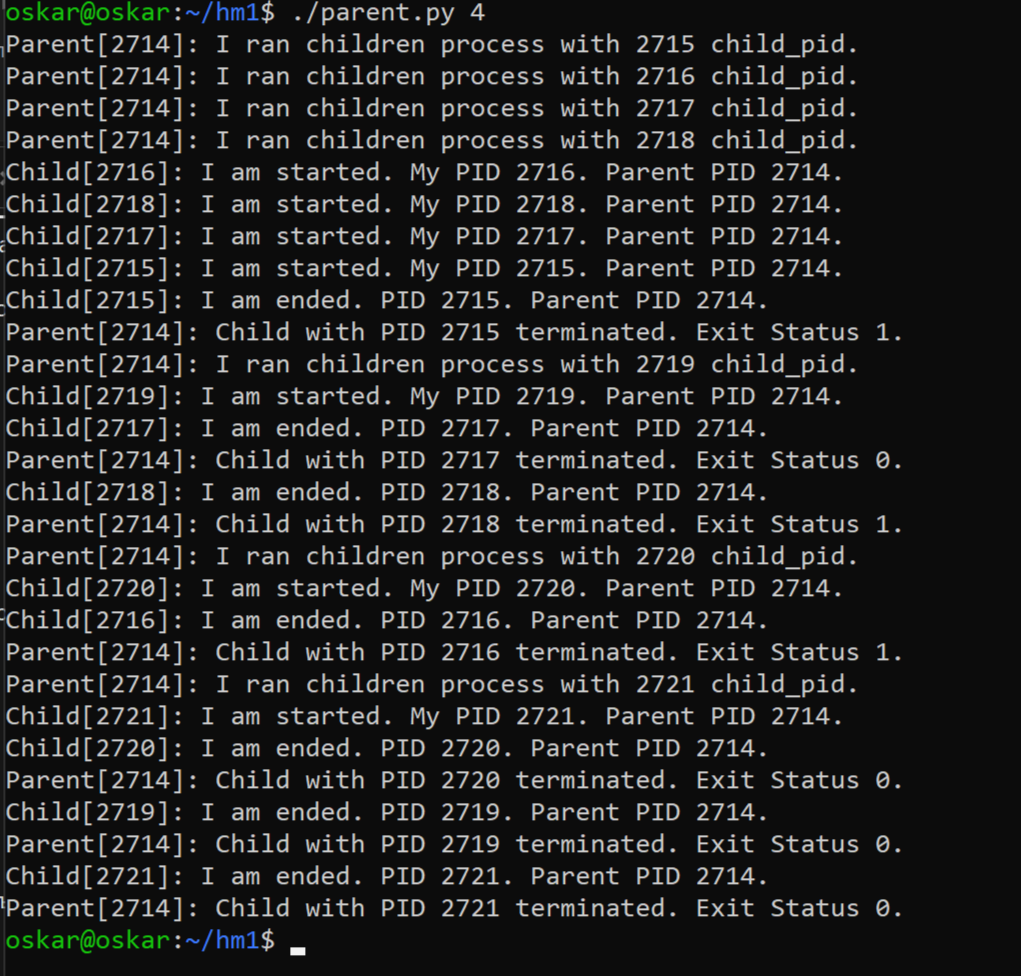 oskar@oskar:~/hm1$ ./parent.py 4
Parent[2714]: I ran children process with 2715 child_pid.
Parent[2714]: I ran children process with 2716 child_pid.
Parent[2714]: I ran children process with 2717 child_pid.
Parent[2714]: I ran children process with 2718 child_pid.
Child[2716]: I am started. My PID 2716. Parent PID 2714.
Child[2718]: I am started. My PID 2718. Parent PID 2714.
Child[2717]: I am started. My PID 2717. Parent PID 2714.
Child[2715]: I am started. My PID 2715. Parent PID 2714.
Child[2715]: I am ended. PID 2715. Parent PID 2714.
Parent[2714]: Child with PID 2715 terminated. Exit Status 1.
Parent[2714]: I ran children process with 2719 child_pid.
Child[2719]: I am started. My PID 2719. Parent PID 2714.
Child[2717]: I am ended. PID 2717. Parent PID 2714.
Parent[2714]: Child with PID 2717 terminated. Exit Status 0.
Child[2718]: I am ended. PID 2718. Parent PID 2714.
Parent[2714]: Child with PID 2718 terminated. Exit Status 1.
Parent[2714]: I ran children process with 2720 child_pid.
Child[2720]: I am started. My PID 2720. Parent PID 2714.
Child[2716]: I am ended. PID 2716. Parent PID 2714.
Parent[2714]: Child with PID 2716 terminated. Exit Status 1.
Parent[2714]: I ran children process with 2721 child_pid.
Child[2721]: I am started. My PID 2721. Parent PID 2714.
Child[2720]: I am ended. PID 2720. Parent PID 2714.
Parent[2714]: Child with PID 2720 terminated. Exit Status 0.
Child[2719]: I am ended. PID 2719. Parent PID 2714.
Parent[2714]: Child with PID 2719 terminated. Exit Status 0.
Child[2721]: I am ended. PID 2721. Parent PID 2714.
Parent[2714]: Child with PID 2721 terminated. Exit Status 0.
oskar@oskar:~/hm1$